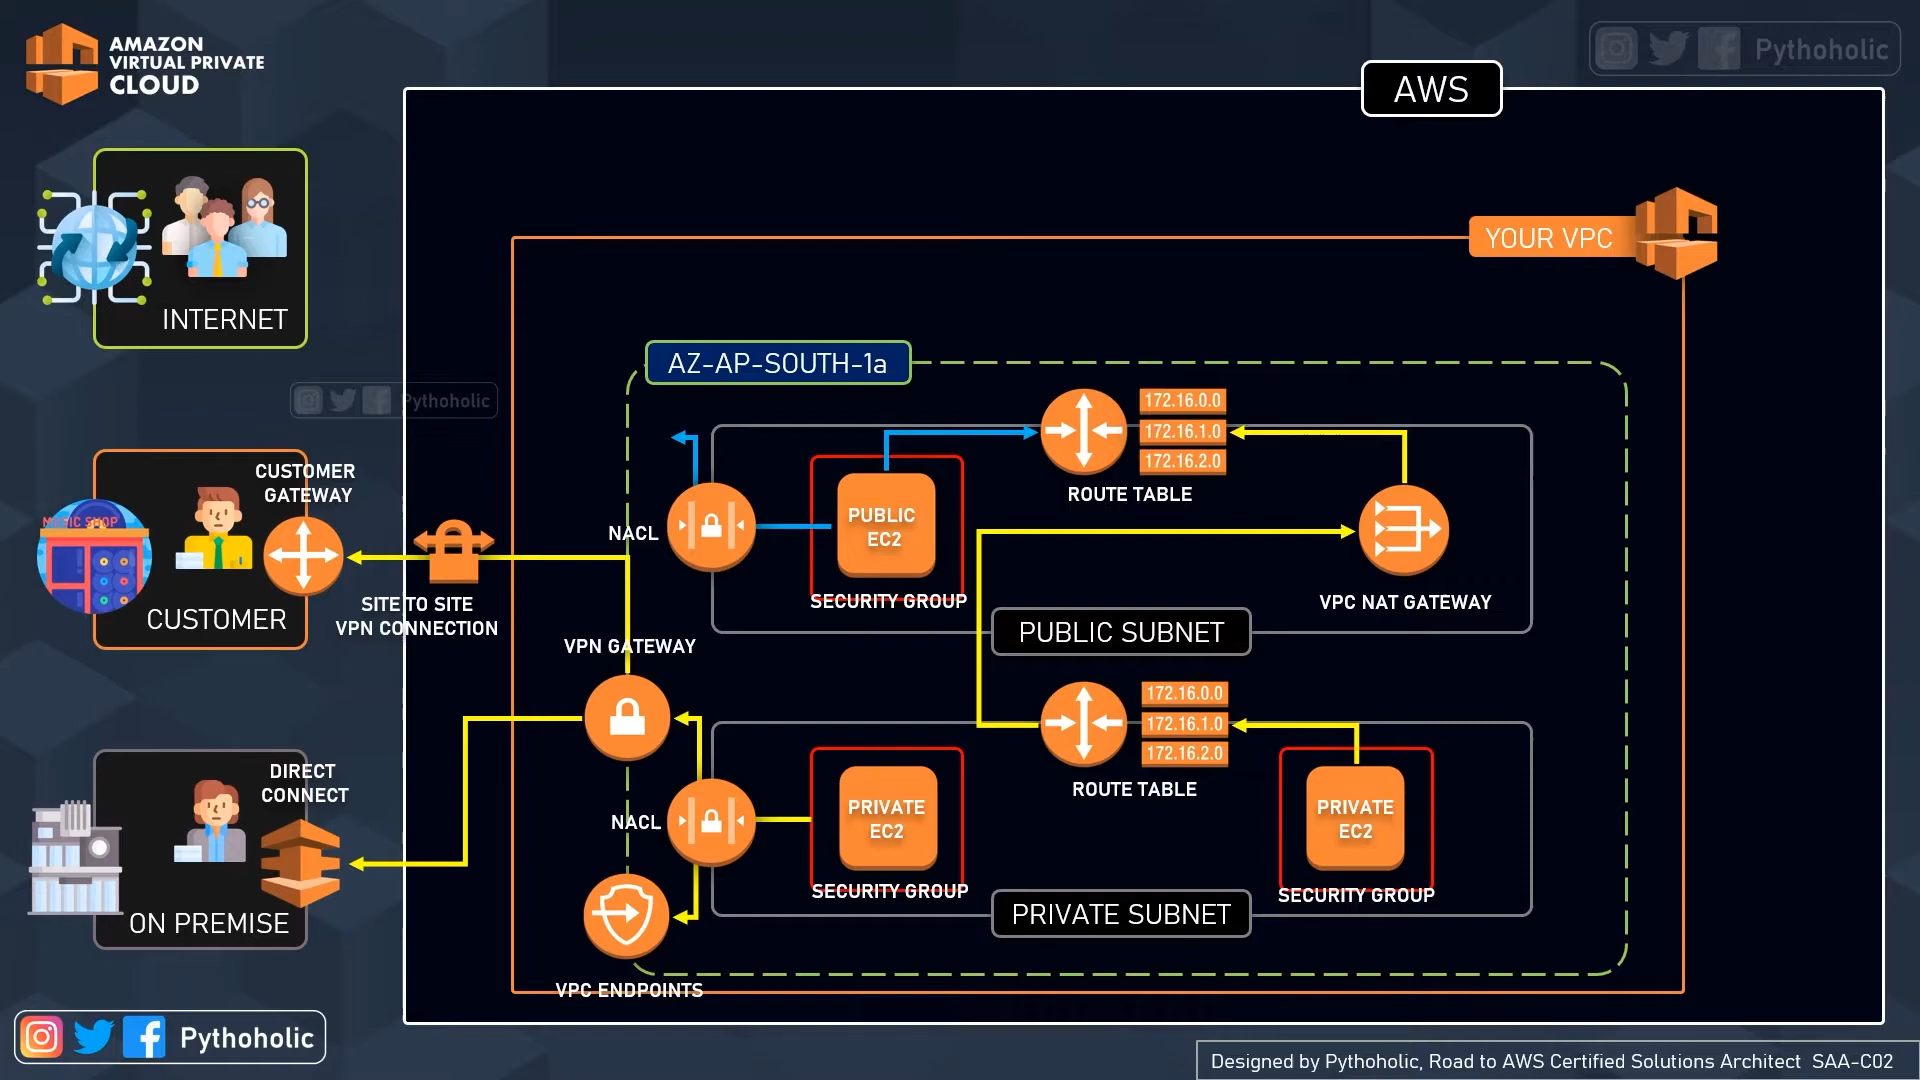 AMAZON
VIRTUAL PRIVATE
CLOUD
Pythoholic
AWS
YOUR VPC
INTERNET
AZ-AP-SOUTH-1a
Pythoholic
172.16.0.0
172.16.1.0
172.16.2.0
ROUTE TABLE
CUSTOMER
GATEWAY
MUSIC SHOP
CUSTOMER
SITE TO SITE
VPN CONNECTION
NACL
PUBLIC
EC2
SECURITY GROUP
VPC NAT GATEWAY
PUBLIC SUBNET
VPN GATEWAY
172.16.0.0
172.16.1.0
172.16.2.0
ROUTE TABLE
DIRECT
CONNECT
ON PREMISE
NACL
PRIVATE
EC2
SECURITY GROUP
PRIVATE
EC2
SECURITY GROUP
PRIVATE SUBNET
VPC ENDPOINTS
Pythoholic
Designed by Pythoholic, Road to AWS Certified Solutions Architect SAA-C02